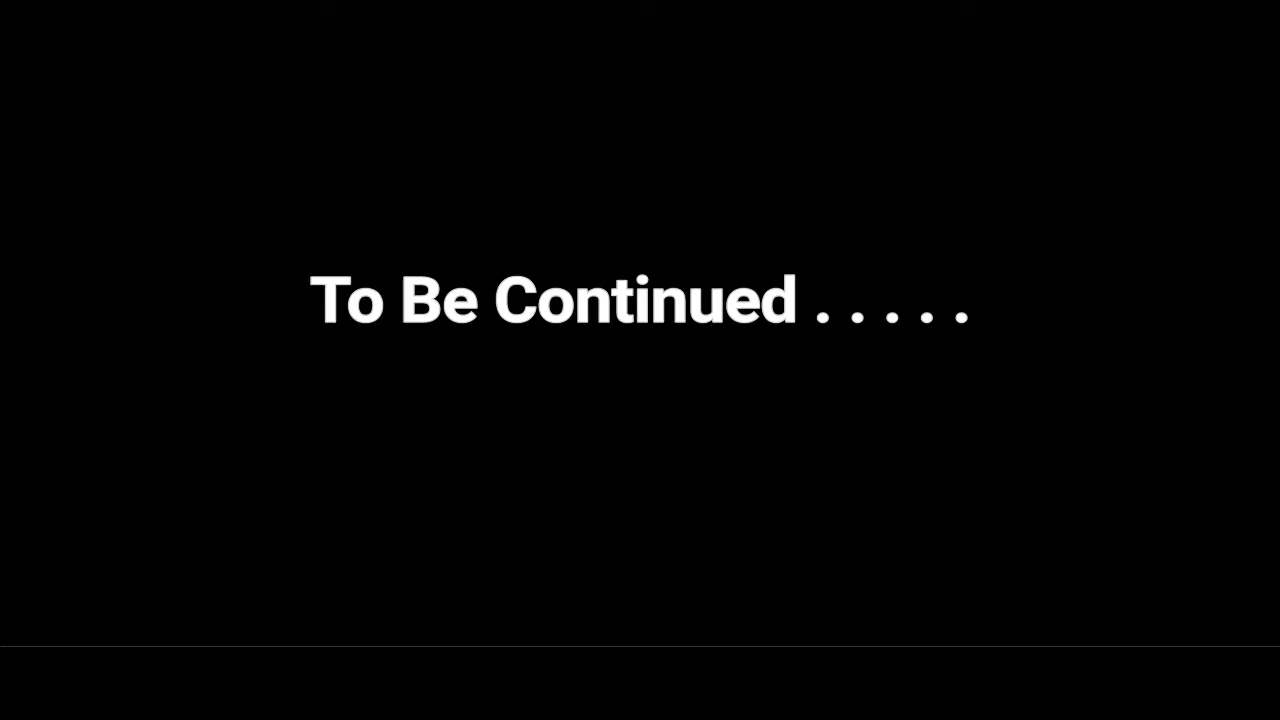 To Be Continued . . . . .